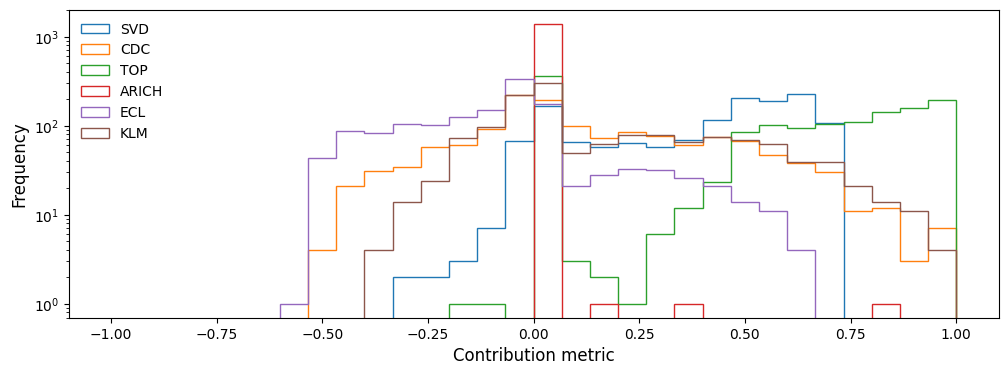 SVD
CDC
TOP
ARICH
ECL
KLM
Frequency
10³
10²
10¹
10⁰
−1.00 −0.75 −0.50 −0.25 0.00 0.25 0.50 0.75 1.00
Contribution metric